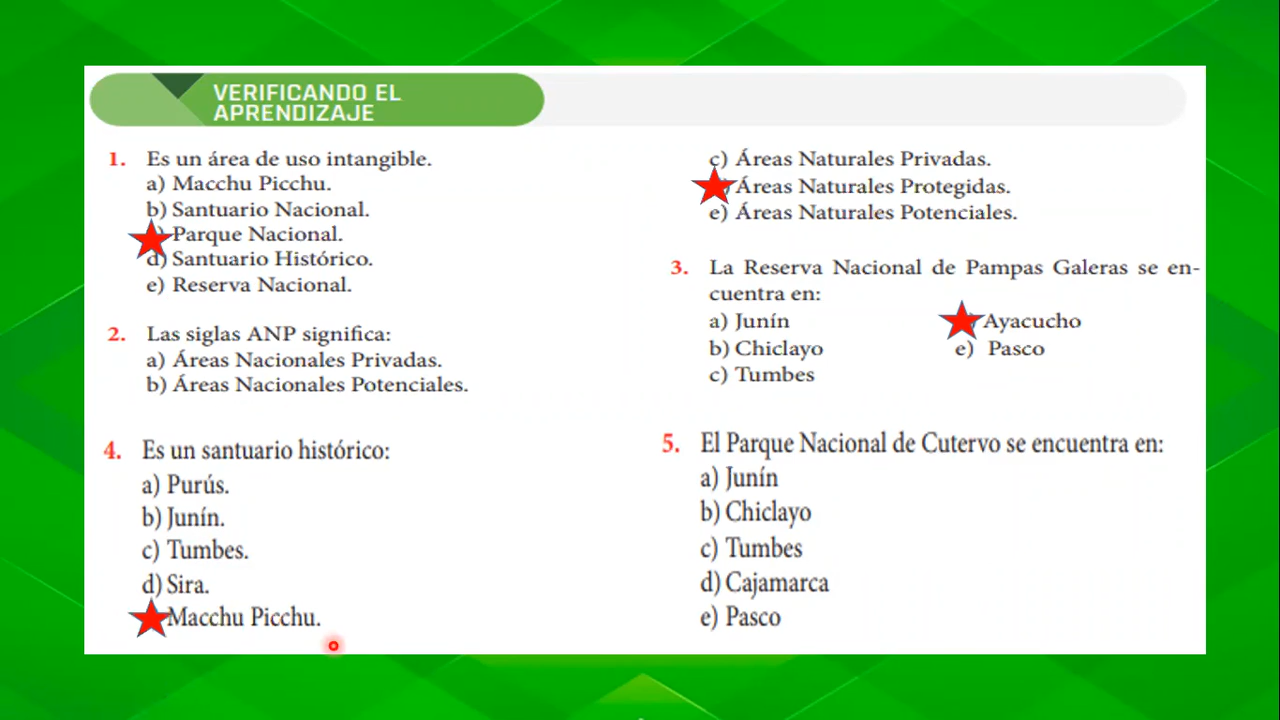 VERIFICANDO EL
APRENDIZAJE
1. Es un área de uso intangible.
a) Macchu Picchu.
b) Santuario Nacional.
) Parque Nacional.
d) Santuario Histórico.
e) Reserva Nacional.
2. Las siglas ANP significa:
a) Áreas Nacionales Privadas.
b) Áreas Nacionales Potenciales.
c) Áreas Naturales Privadas.
) Áreas Naturales Protegidas.
e) Áreas Naturales Potenciales.
3. La Reserva Nacional de Pampas Galeras se en-
cuentra en:
a) Junín
b) Chiclayo
c) Tumbes
) Ayacucho
e) Pasco
4. Es un santuario histórico:
a) Purús.
b) Junín.
c) Tumbes.
d) Sira.
Macchu Picchu.
5. El Parque Nacional de Cutervo se encuentra en:
a) Junín
b) Chiclayo
c) Tumbes
d) Cajamarca
e) Pasco